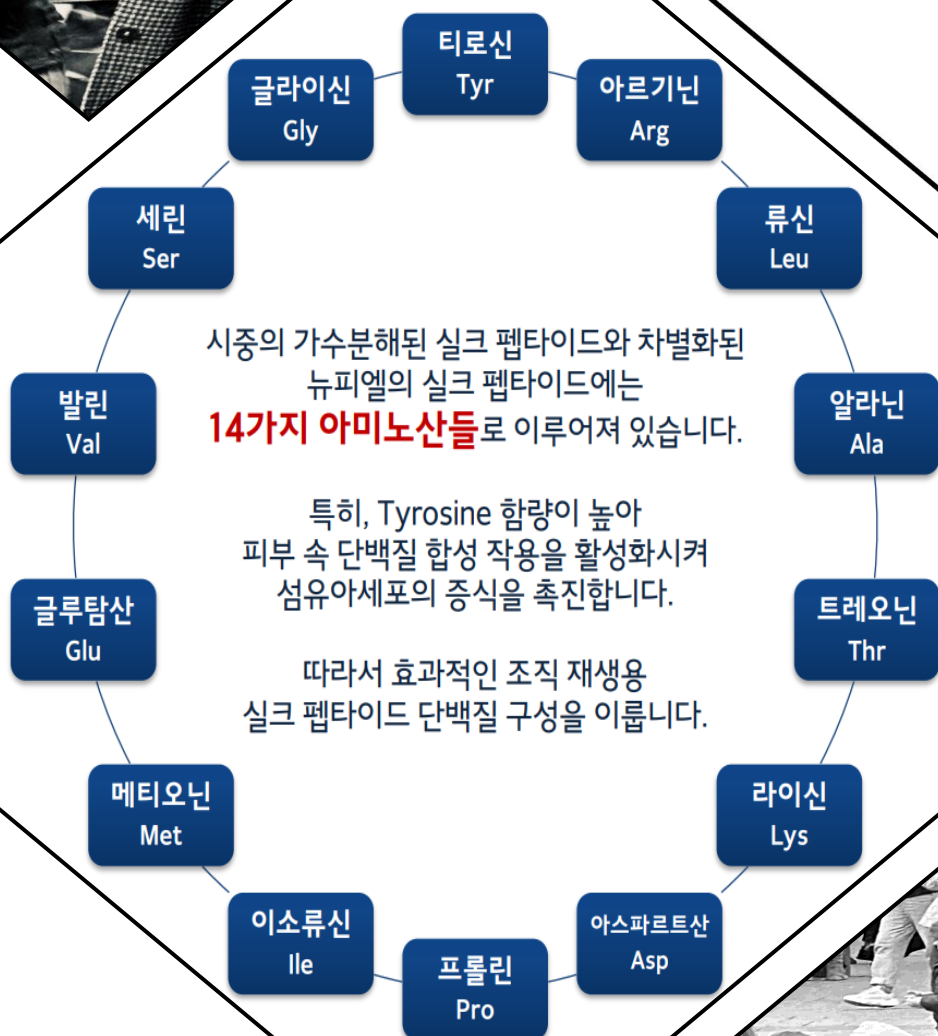 티로신
Tyr
아르기닌
Arg
류신
Leu
알라닌
Ala
트레오닌
Thr
라이신
Lys
아스파르트산
Asp
프롤린
Pro
이소류신
Ile
메티오닌
Met
글루탐산
Glu
발린
Val
세린
Ser
글라이신
Gly
시중의 가수분해된 실크 펩타이드와 차별화된
뉴피엘의 실크 펩타이드에는
14가지 아미노산들로 이루어져 있습니다.
특히, Tyrosine 함량이 높아
피부 속 단백질 합성 작용을 활성화시켜
섬유아세포의 증식을 촉진합니다.
따라서 효과적인 조직 재생용
실크 펩타이드 단백질 구성을 이룹니다.